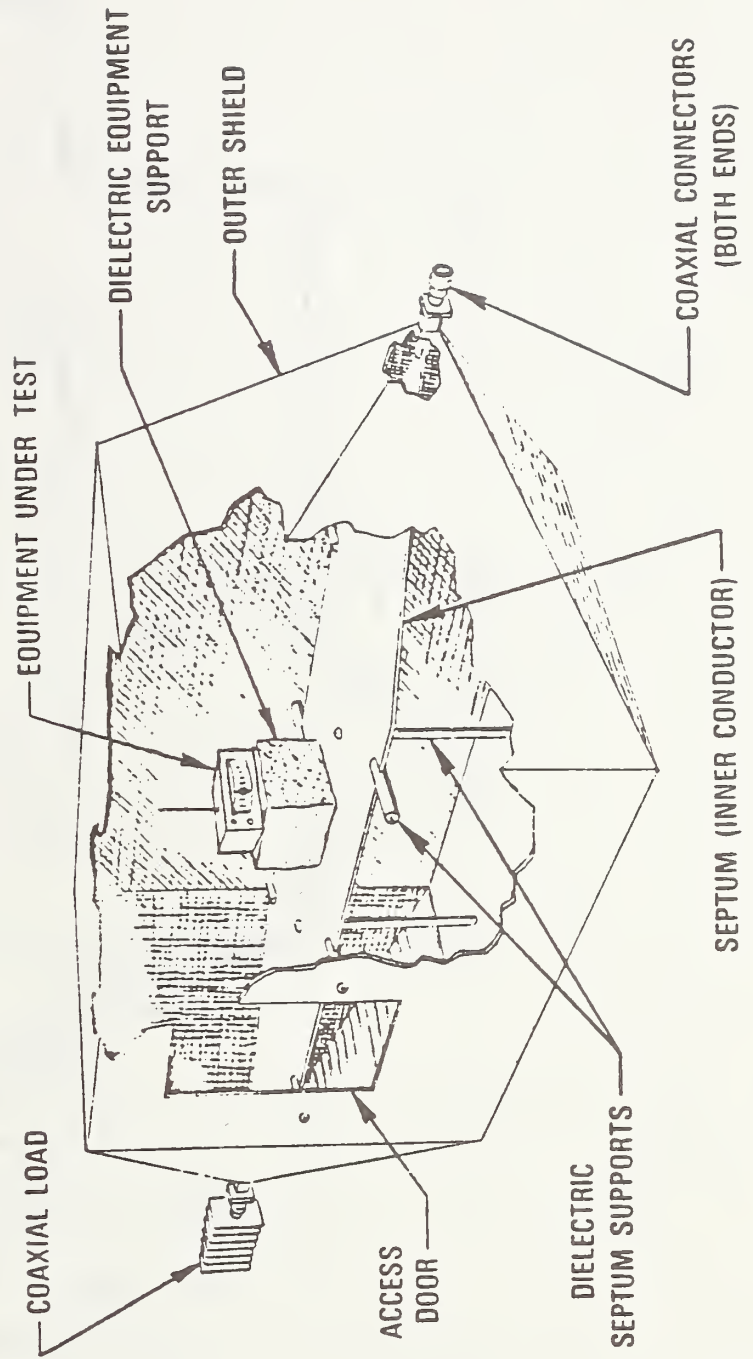 COAXIAL LOAD
EQUIPMENT UNDER TEST
DIELECTRIC EQUIPMENT
SUPPORT
OUTER SHIELD
ACCESS
DOOR
DIELECTRIC
SEPTUM SUPPORTS
SEPTUM (INNER CONDUCTOR)
COAXIAL CONNECTORS
(BOTH ENDS)